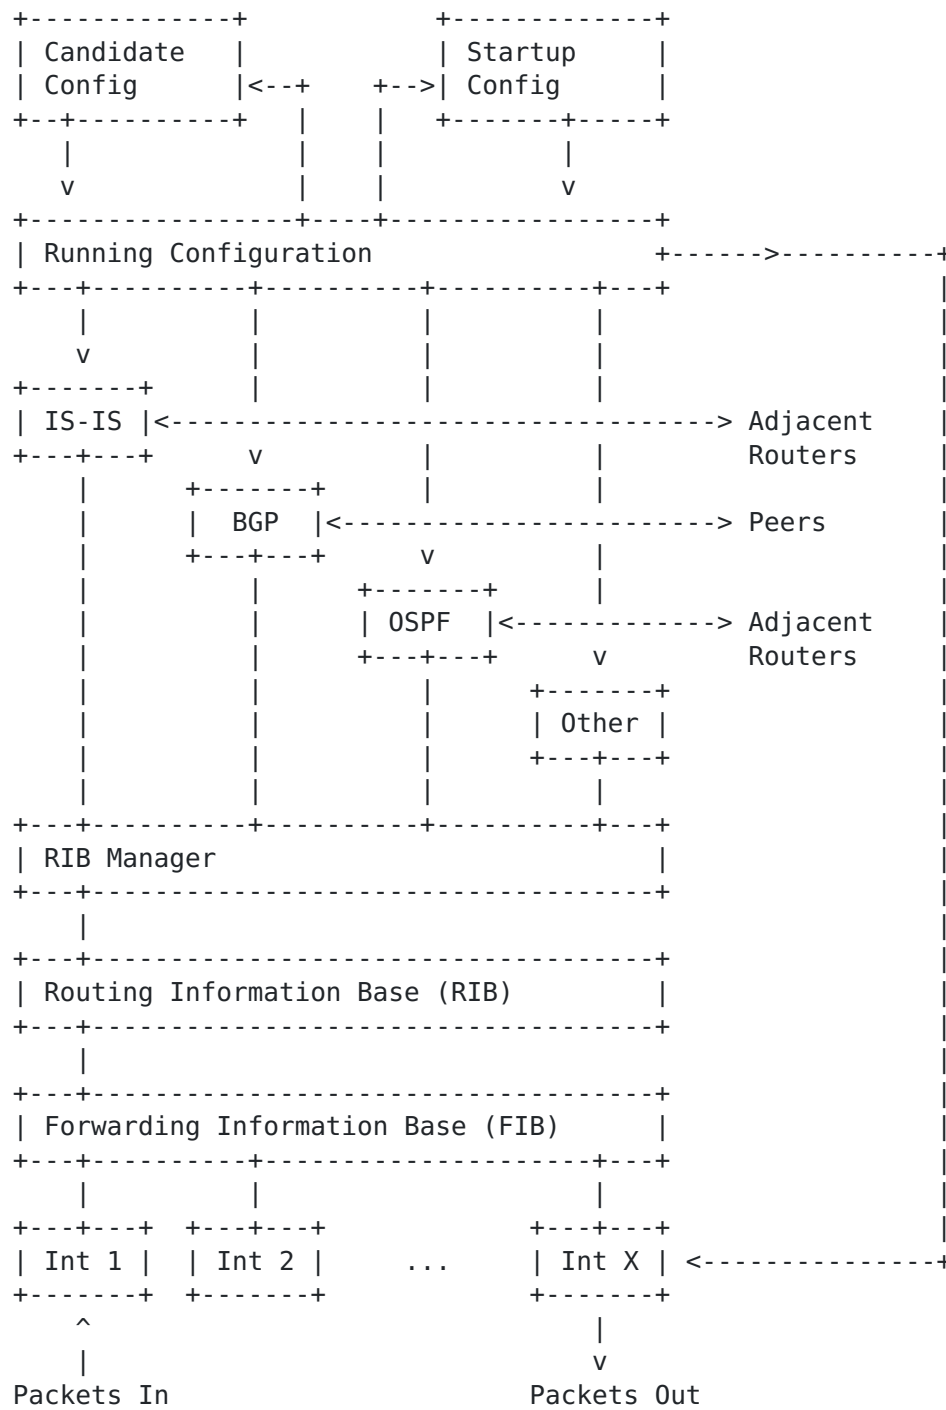 Candidate Startup
Config Config
Running Configuration
IS-IS Adjacent
Routers
BGP Peers
OSPF Adjacent
Routers
Other
RIB Manager
Routing Information Base (RIB)
Forwarding Information Base (FIB)
Int 1 Int 2 ... Int X
Packets In Packets Out